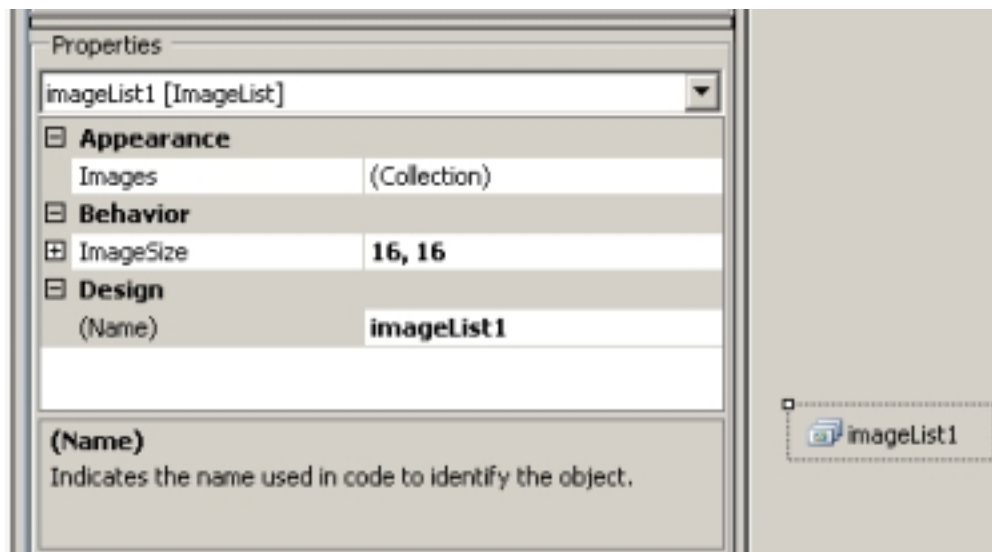 Properties
imageList1 [ImageList]
Appearance
Images (Collection)
Behavior
ImageSize 16, 16
Design
(Name) imageList1
(Name)
Indicates the name used in code to identify the object.
imageList1